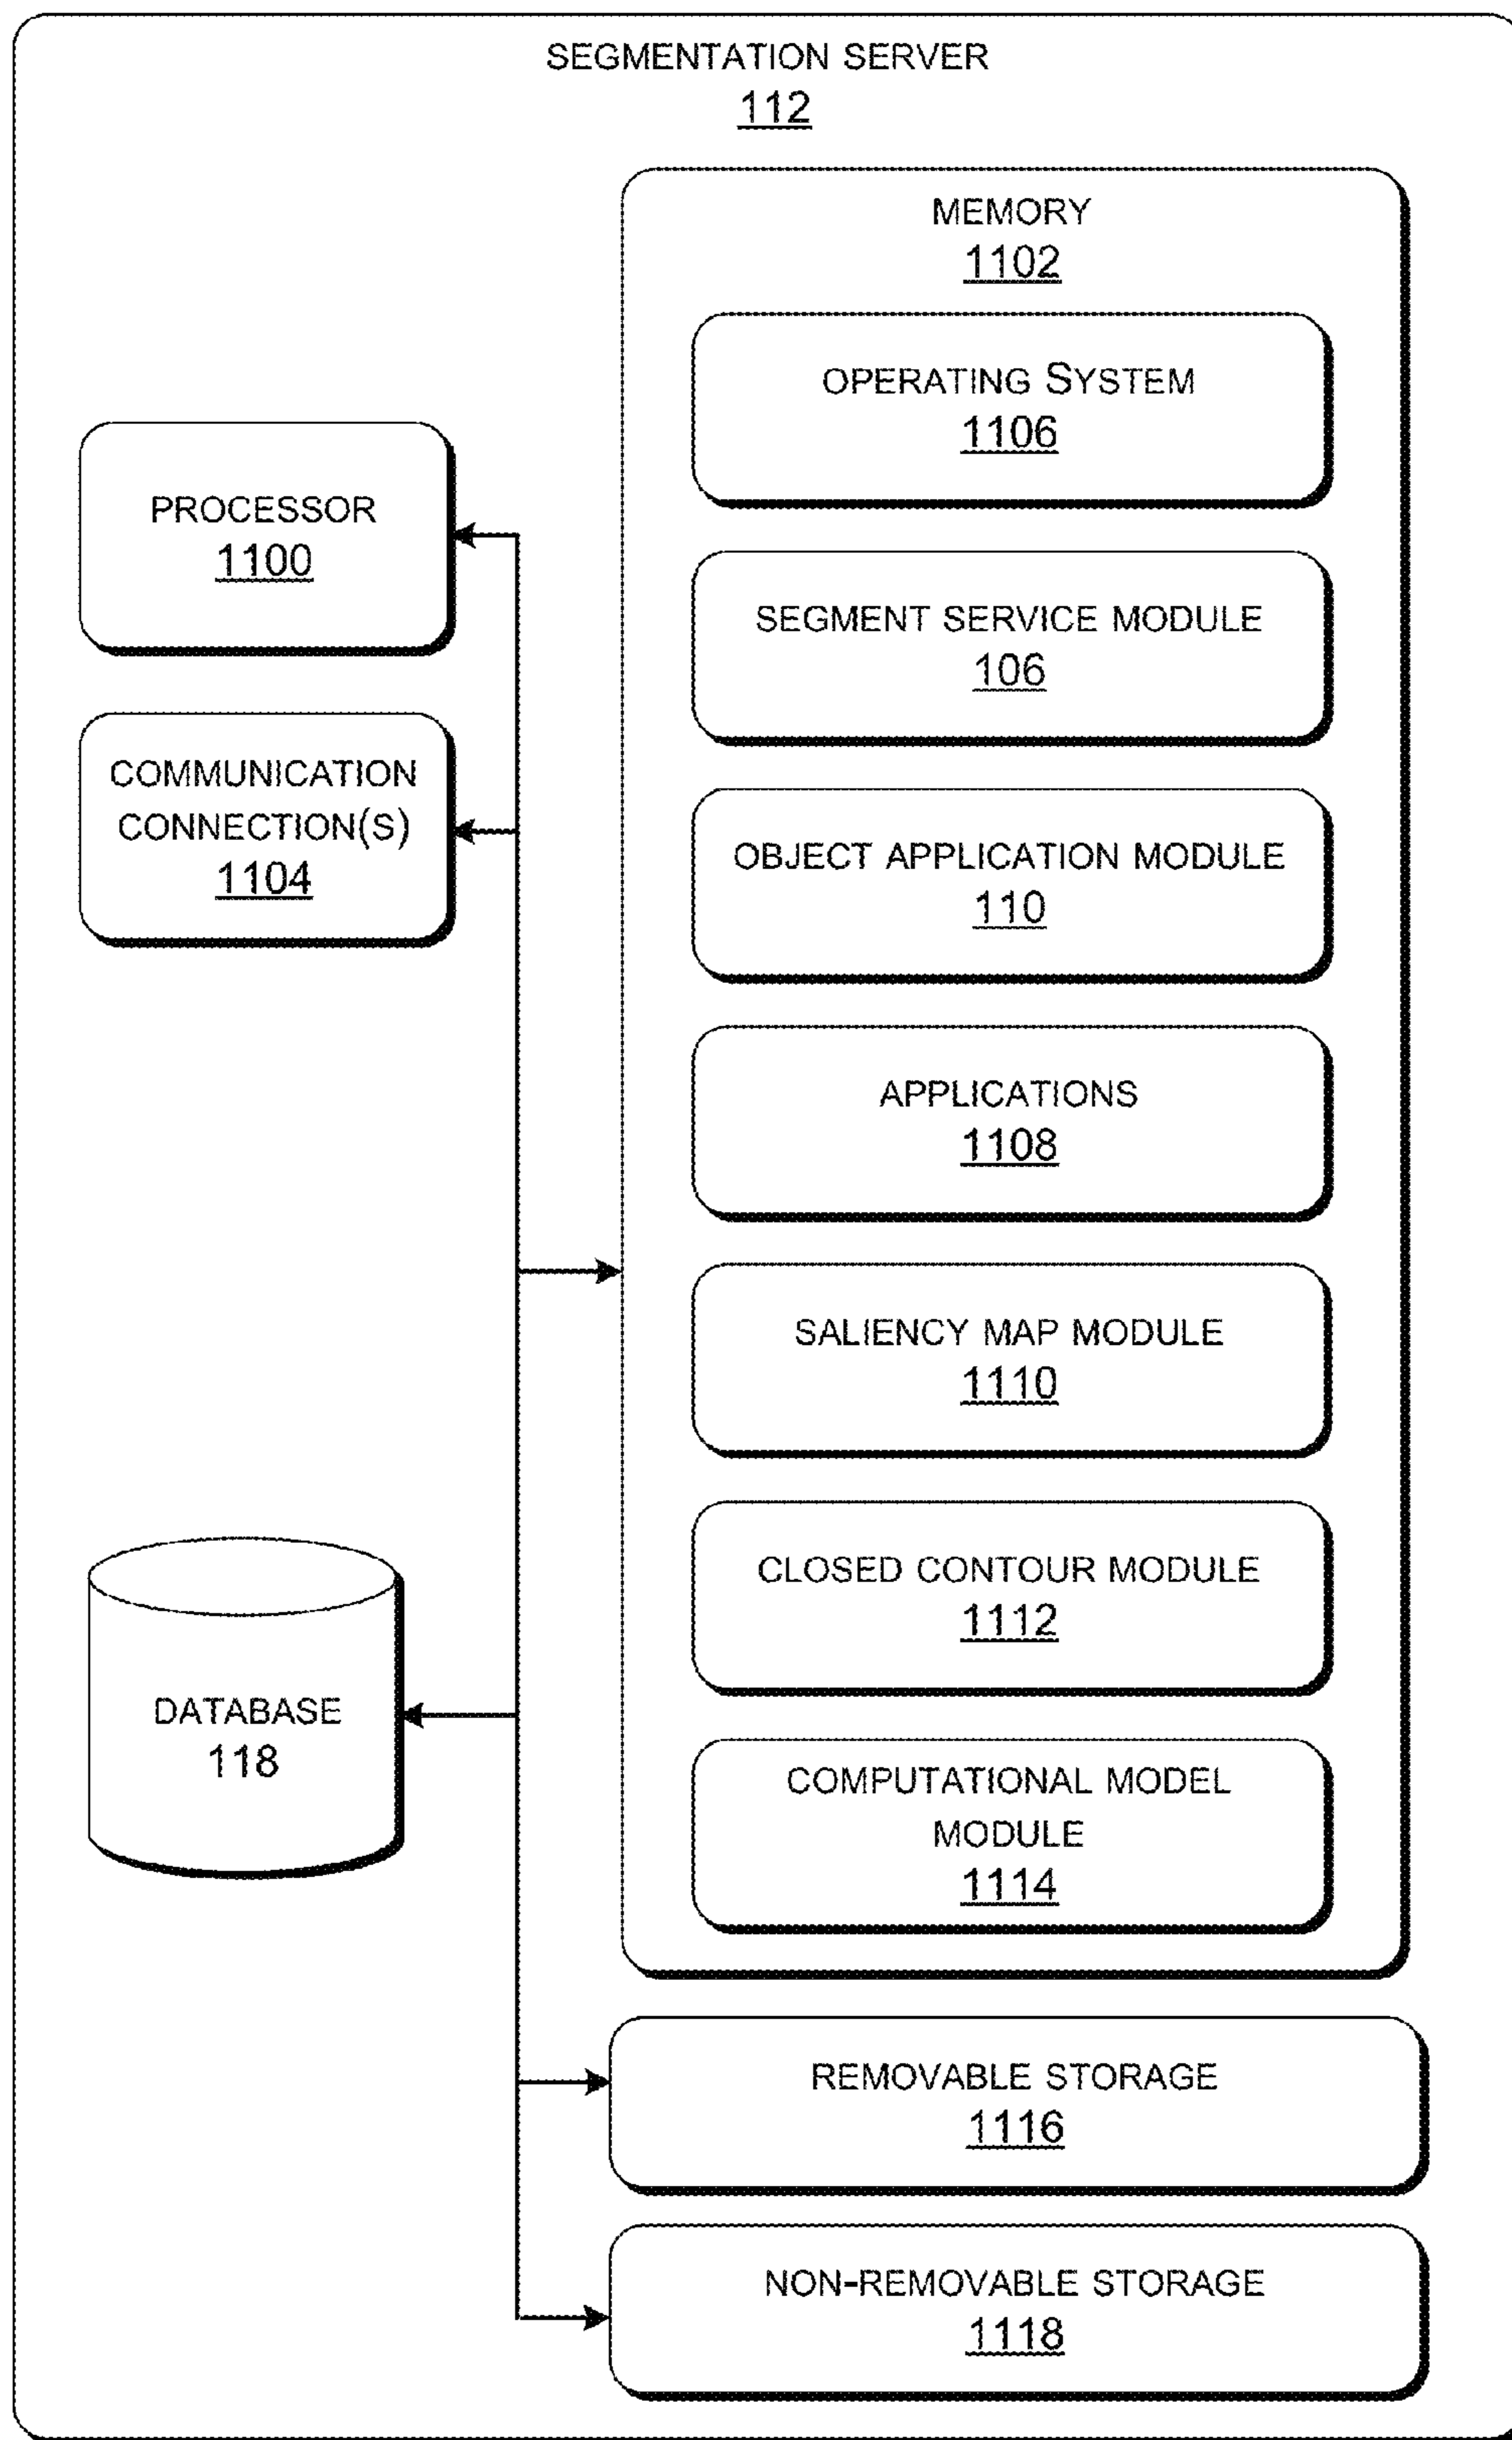 SEGMENTATION SERVER
112
MEMORY
1102
OPERATING SYSTEM
1106
PROCESSOR
1100
SEGMENT SERVICE MODULE
106
COMMUNICATION
CONNECTION(S)
1104
OBJECT APPLICATION MODULE
110
APPLICATIONS
1108
SALIENCY MAP MODULE
1110
CLOSED CONTOUR MODULE
1112
DATABASE
118
COMPUTATIONAL MODEL
MODULE
1114
REMOVABLE STORAGE
1116
NON-REMOVABLE STORAGE
1118